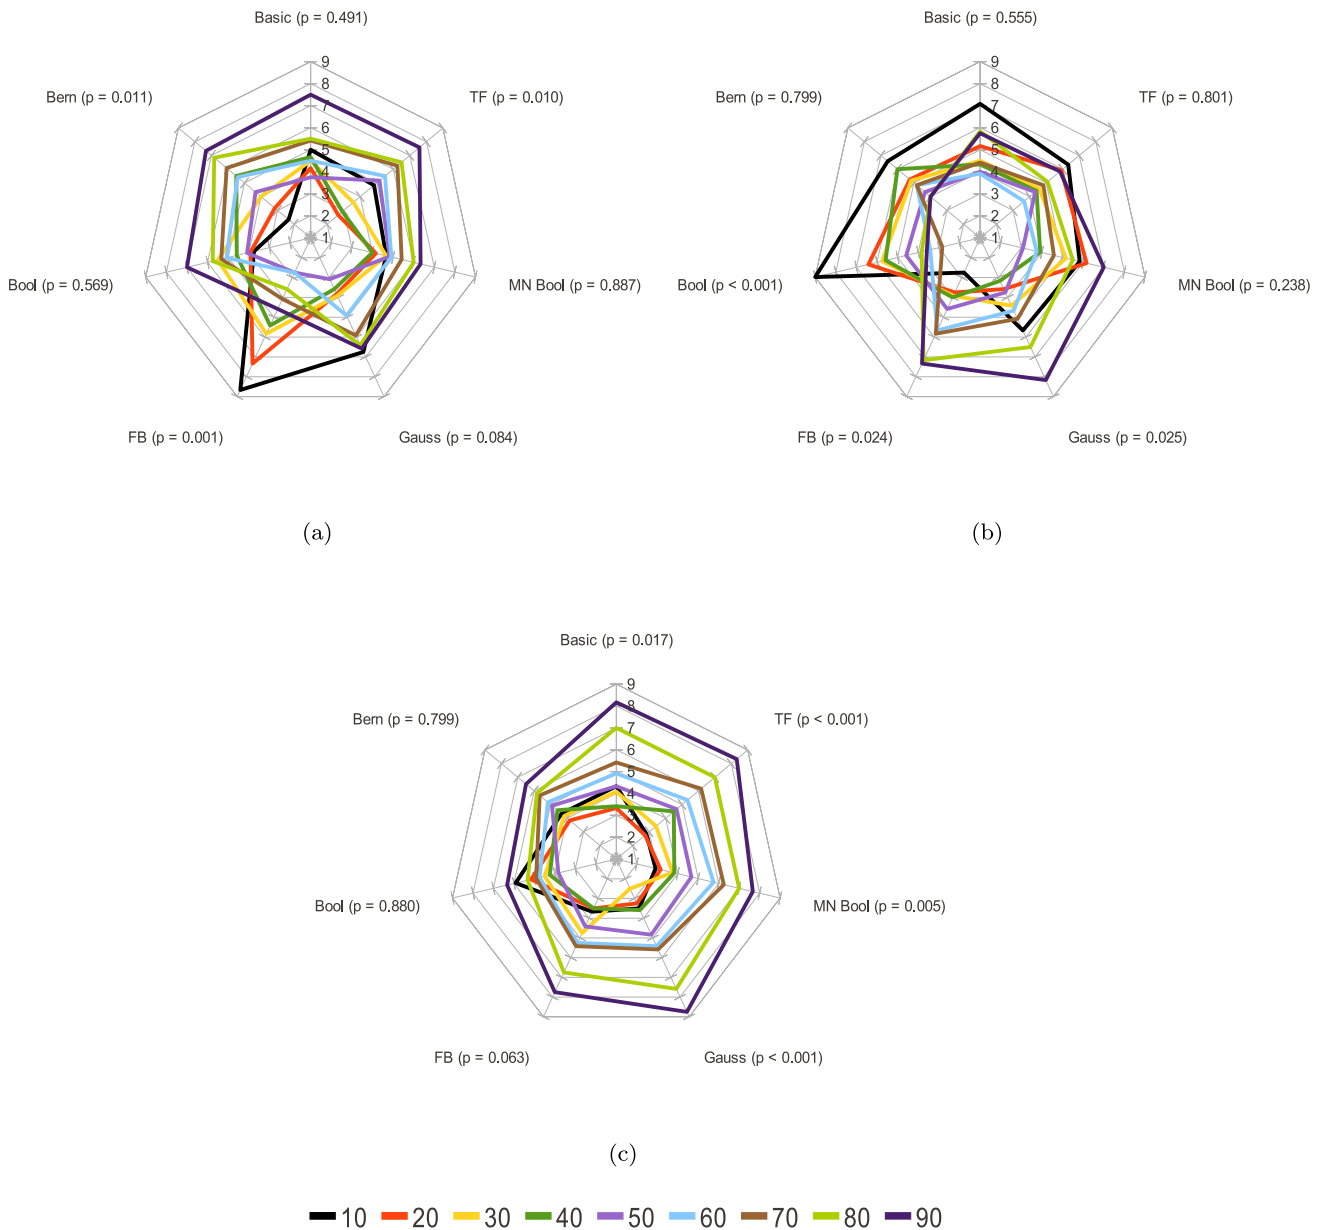 Basic (p = 0.491)
Bern (p = 0.011)
TF (p = 0.010)
9
8
7
6
5
4
3
2
1
Bool (p = 0.569)
MN Bool (p = 0.887)
FB (p = 0.001)
Gauss (p = 0.084)
(a)
Basic (p = 0.555)
Bern (p = 0.799)
TF (p = 0.801)
9
8
7
6
5
4
3
2
1
Bool (p < 0.001)
MN Bool (p = 0.238)
FB (p = 0.024)
Gauss (p = 0.025)
(b)
Basic (p = 0.017)
Bern (p = 0.799)
TF (p < 0.001)
9
8
7
6
5
4
3
2
1
Bool (p = 0.880)
MN Bool (p = 0.005)
FB (p = 0.063)
Gauss (p < 0.001)
(c)
10 20 30 40 50 60 70 80 90